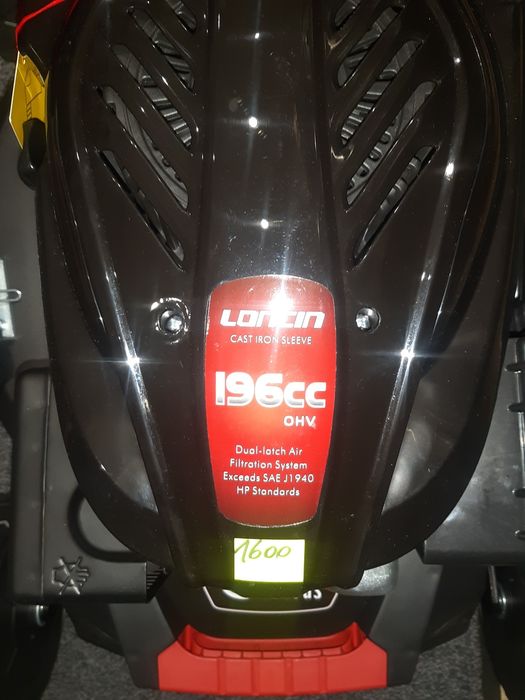 LONCIN
CAST IRON SLEEVE
196cc
OHV
Dual-latch Air
Filtration System
Exceeds SAE J1940
HP Standards
1600